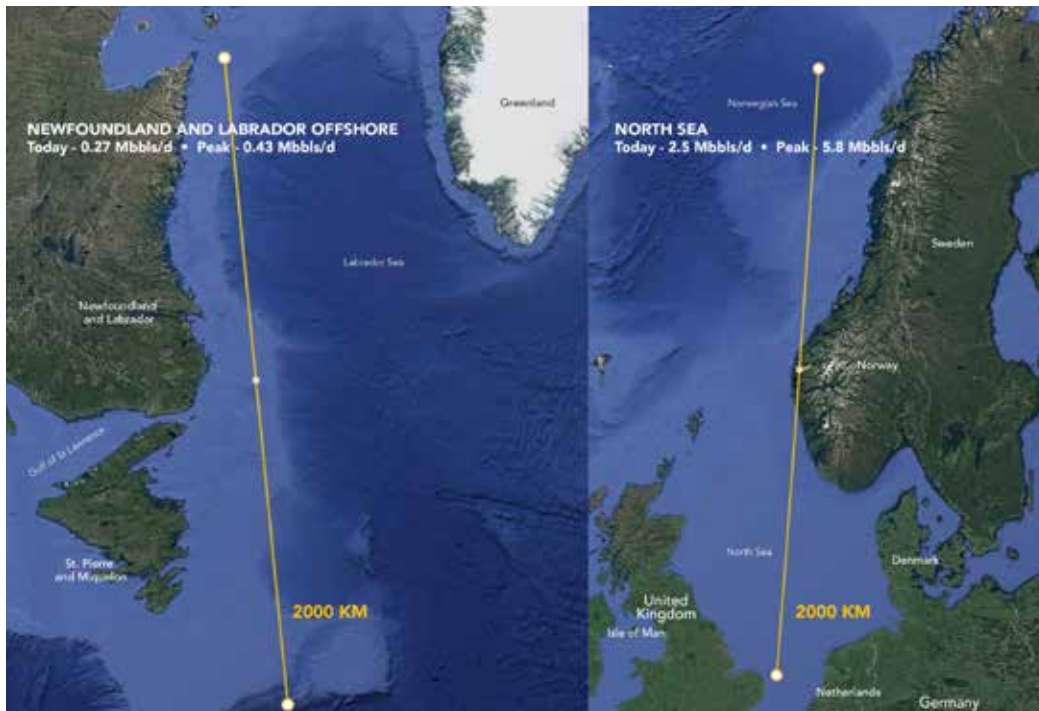 Greenland
NEWFOUNDLAND AND LABRADOR OFFSHORE
Today - 0.27 Mbbls/d • Peak - 0.43 Mbbls/d
Labrador Sea
Newfoundland
and Labrador
Gulf of St Lawrence
St. Pierre
and Miquelon
2000 KM
Norwegian Sea
NORTH SEA
Today - 2.5 Mbbls/d • Peak - 5.8 Mbbls/d
Sweden
Norway
North Sea
Denmark
United
Kingdom
Isle of Man
2000 KM
Netherlands
Germany